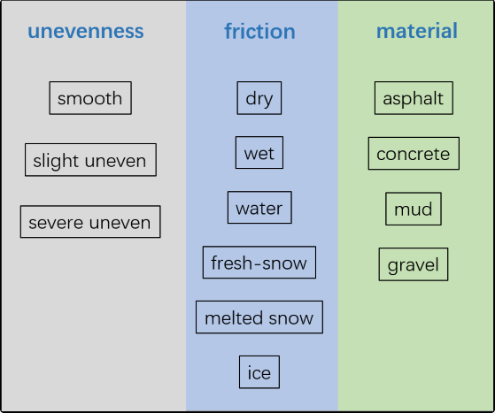 unevenness
smooth
slight uneven
severe uneven
friction
dry
wet
water
fresh-snow
melted snow
ice
material
asphalt
concrete
mud
gravel